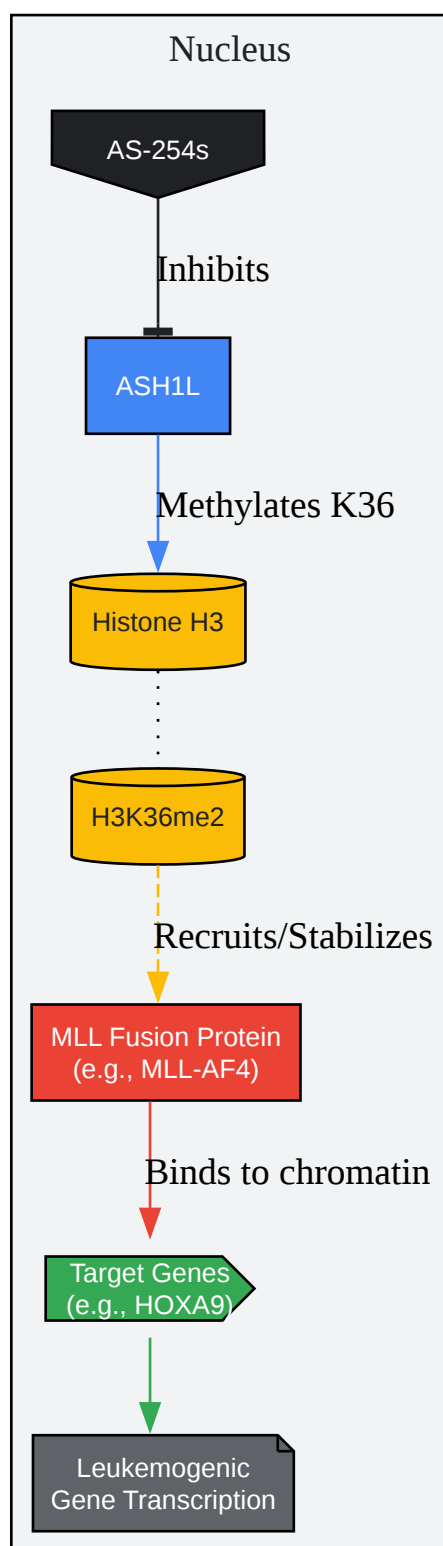 Nucleus
AS-254s
Inhibits
ASH1L
Methylates K36
Histone H3
H3K36me2
Recruits/Stabilizes
MLL Fusion Protein
(e.g., MLL-AF4)
Binds to chromatin
Target Genes
(e.g., HOXA9)
Leukemogenic
Gene Transcription